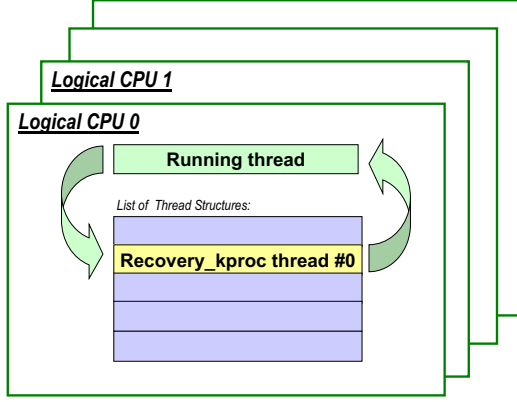 Logical CPU 1
Logical CPU 0
Running thread
List of Thread Structures:
Recovery_kproc thread #0